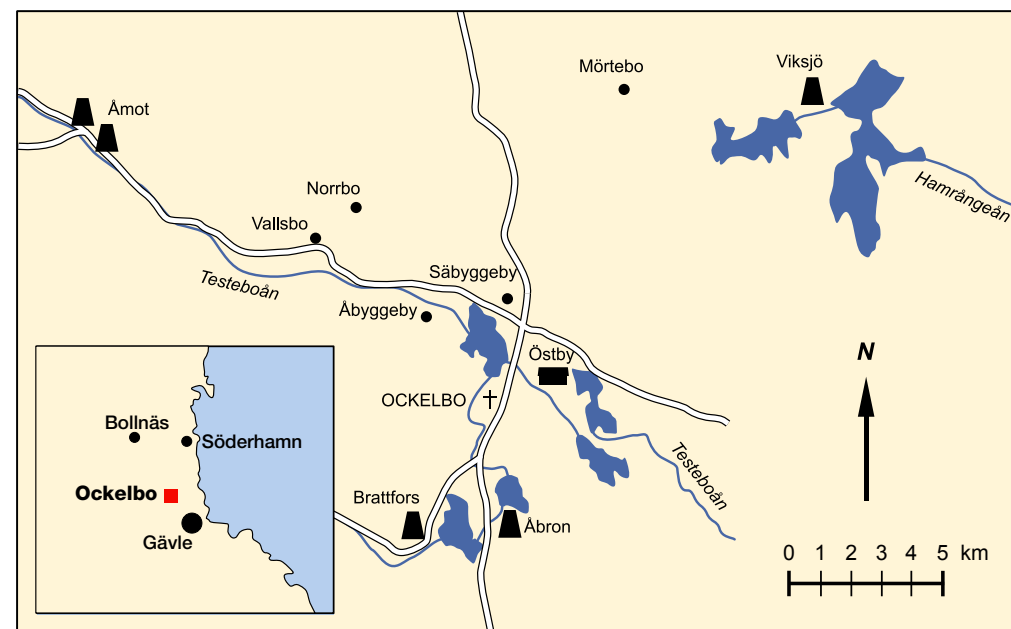 Mörtebo
Viksjö
Åmot
Hamrångeån
Norrbo
Vallsbo
Säbyggeby
Testeboån
Åbyggeby
Östby
N
OCKELBO
Bollnäs
Söderhamn
Testeboån
Ockelbo
Brattfors
Åbron
Gävle
0 1 2 3 4 5 km